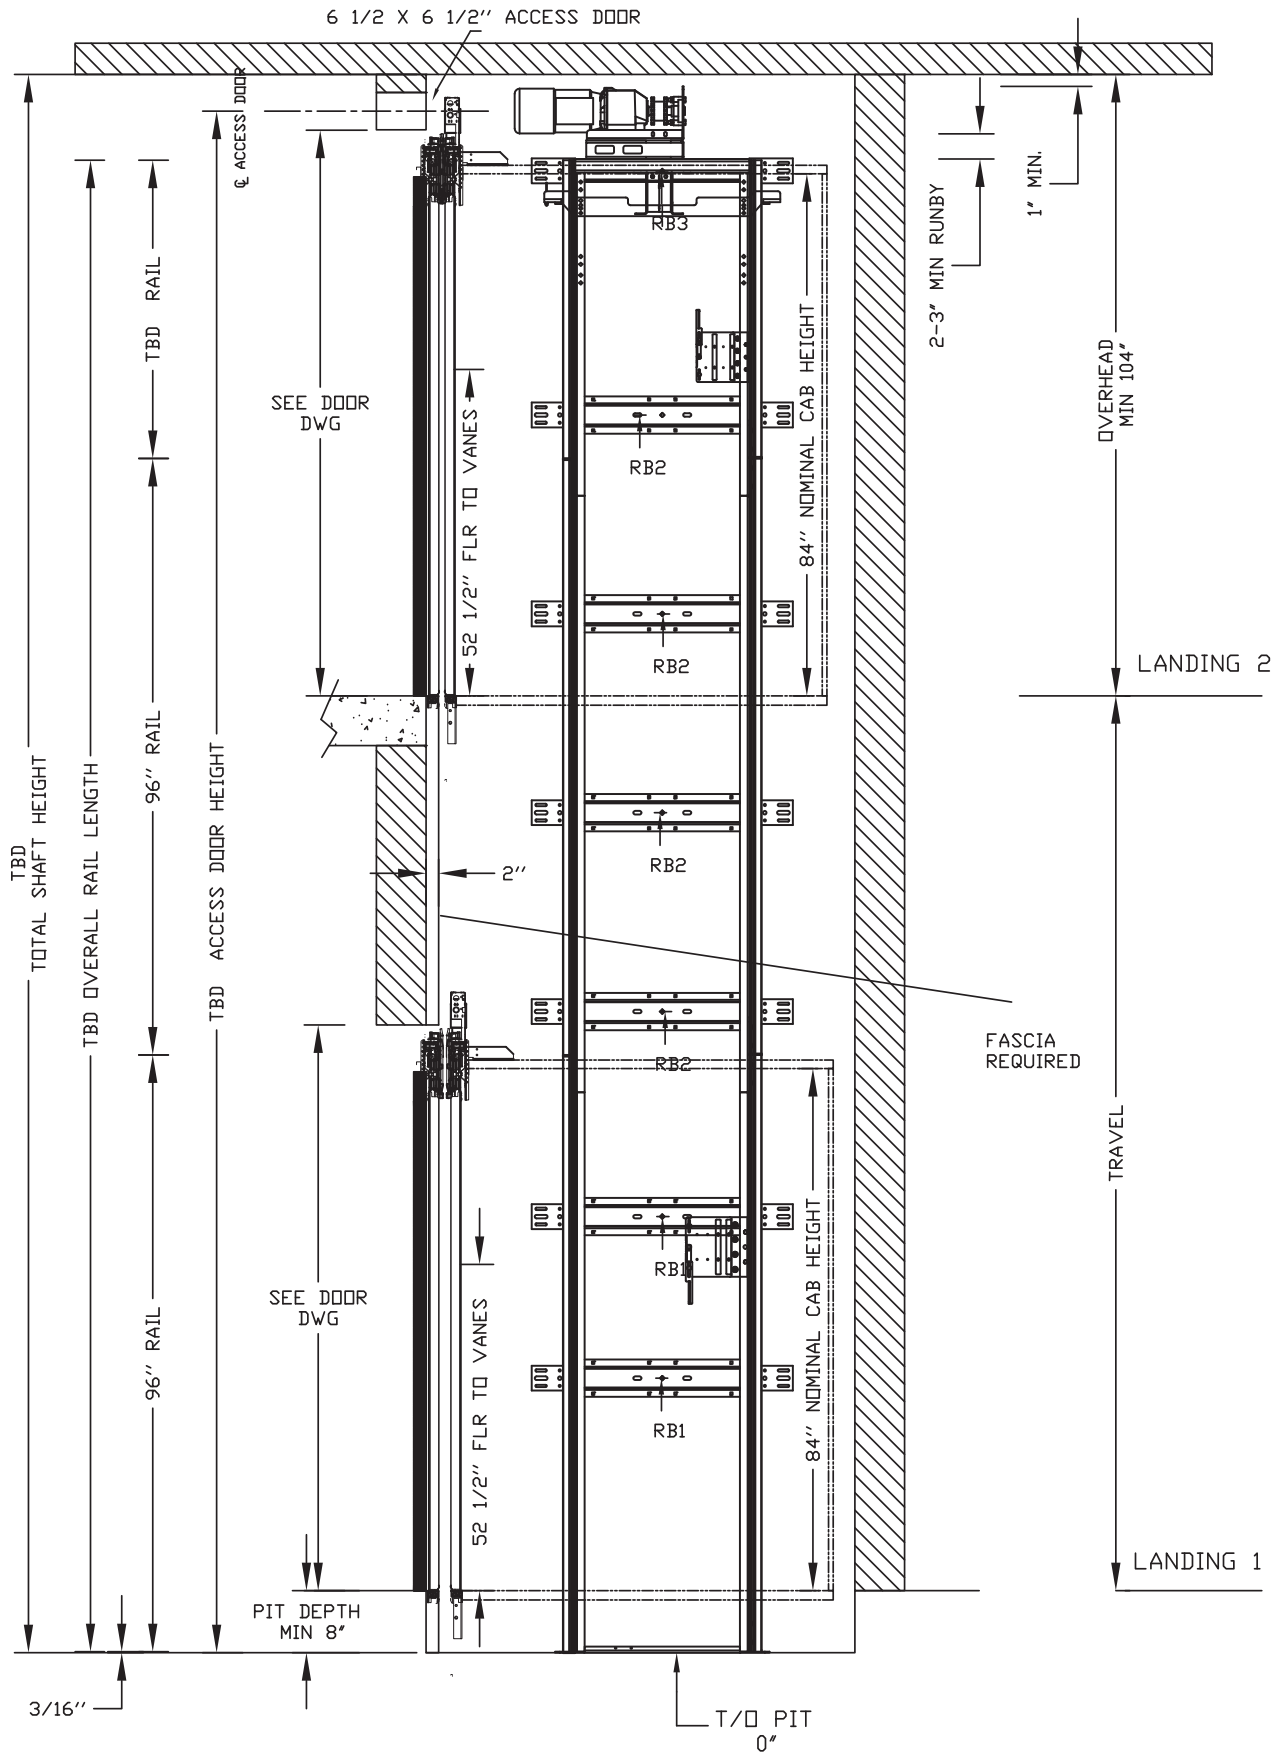 6 1/2 X 6 1/2" ACCESS DOOR
℄ ACCESS DOOR
RB3
1" MIN.
2-3" MIN RUNBY
TBD RAIL
SEE DOOR
DWG
52 1/2" FLR TO VANES
84" NOMINAL CAB HEIGHT
OVERHEAD
MIN 104"
RB2
RB2
LANDING 2
96" RAIL
TBD
TOTAL SHAFT HEIGHT
TBD OVERALL RAIL LENGTH
TBD ACCESS DOOR HEIGHT
RB2
2"
FASCIA
REQUIRED
RB2
TRAVEL
RB1
SEE DOOR
DWG
96" RAIL
52 1/2" FLR TO VANES
84" NOMINAL CAB HEIGHT
RB1
LANDING 1
PIT DEPTH
MIN 8"
3/16"
T/O PIT
0"